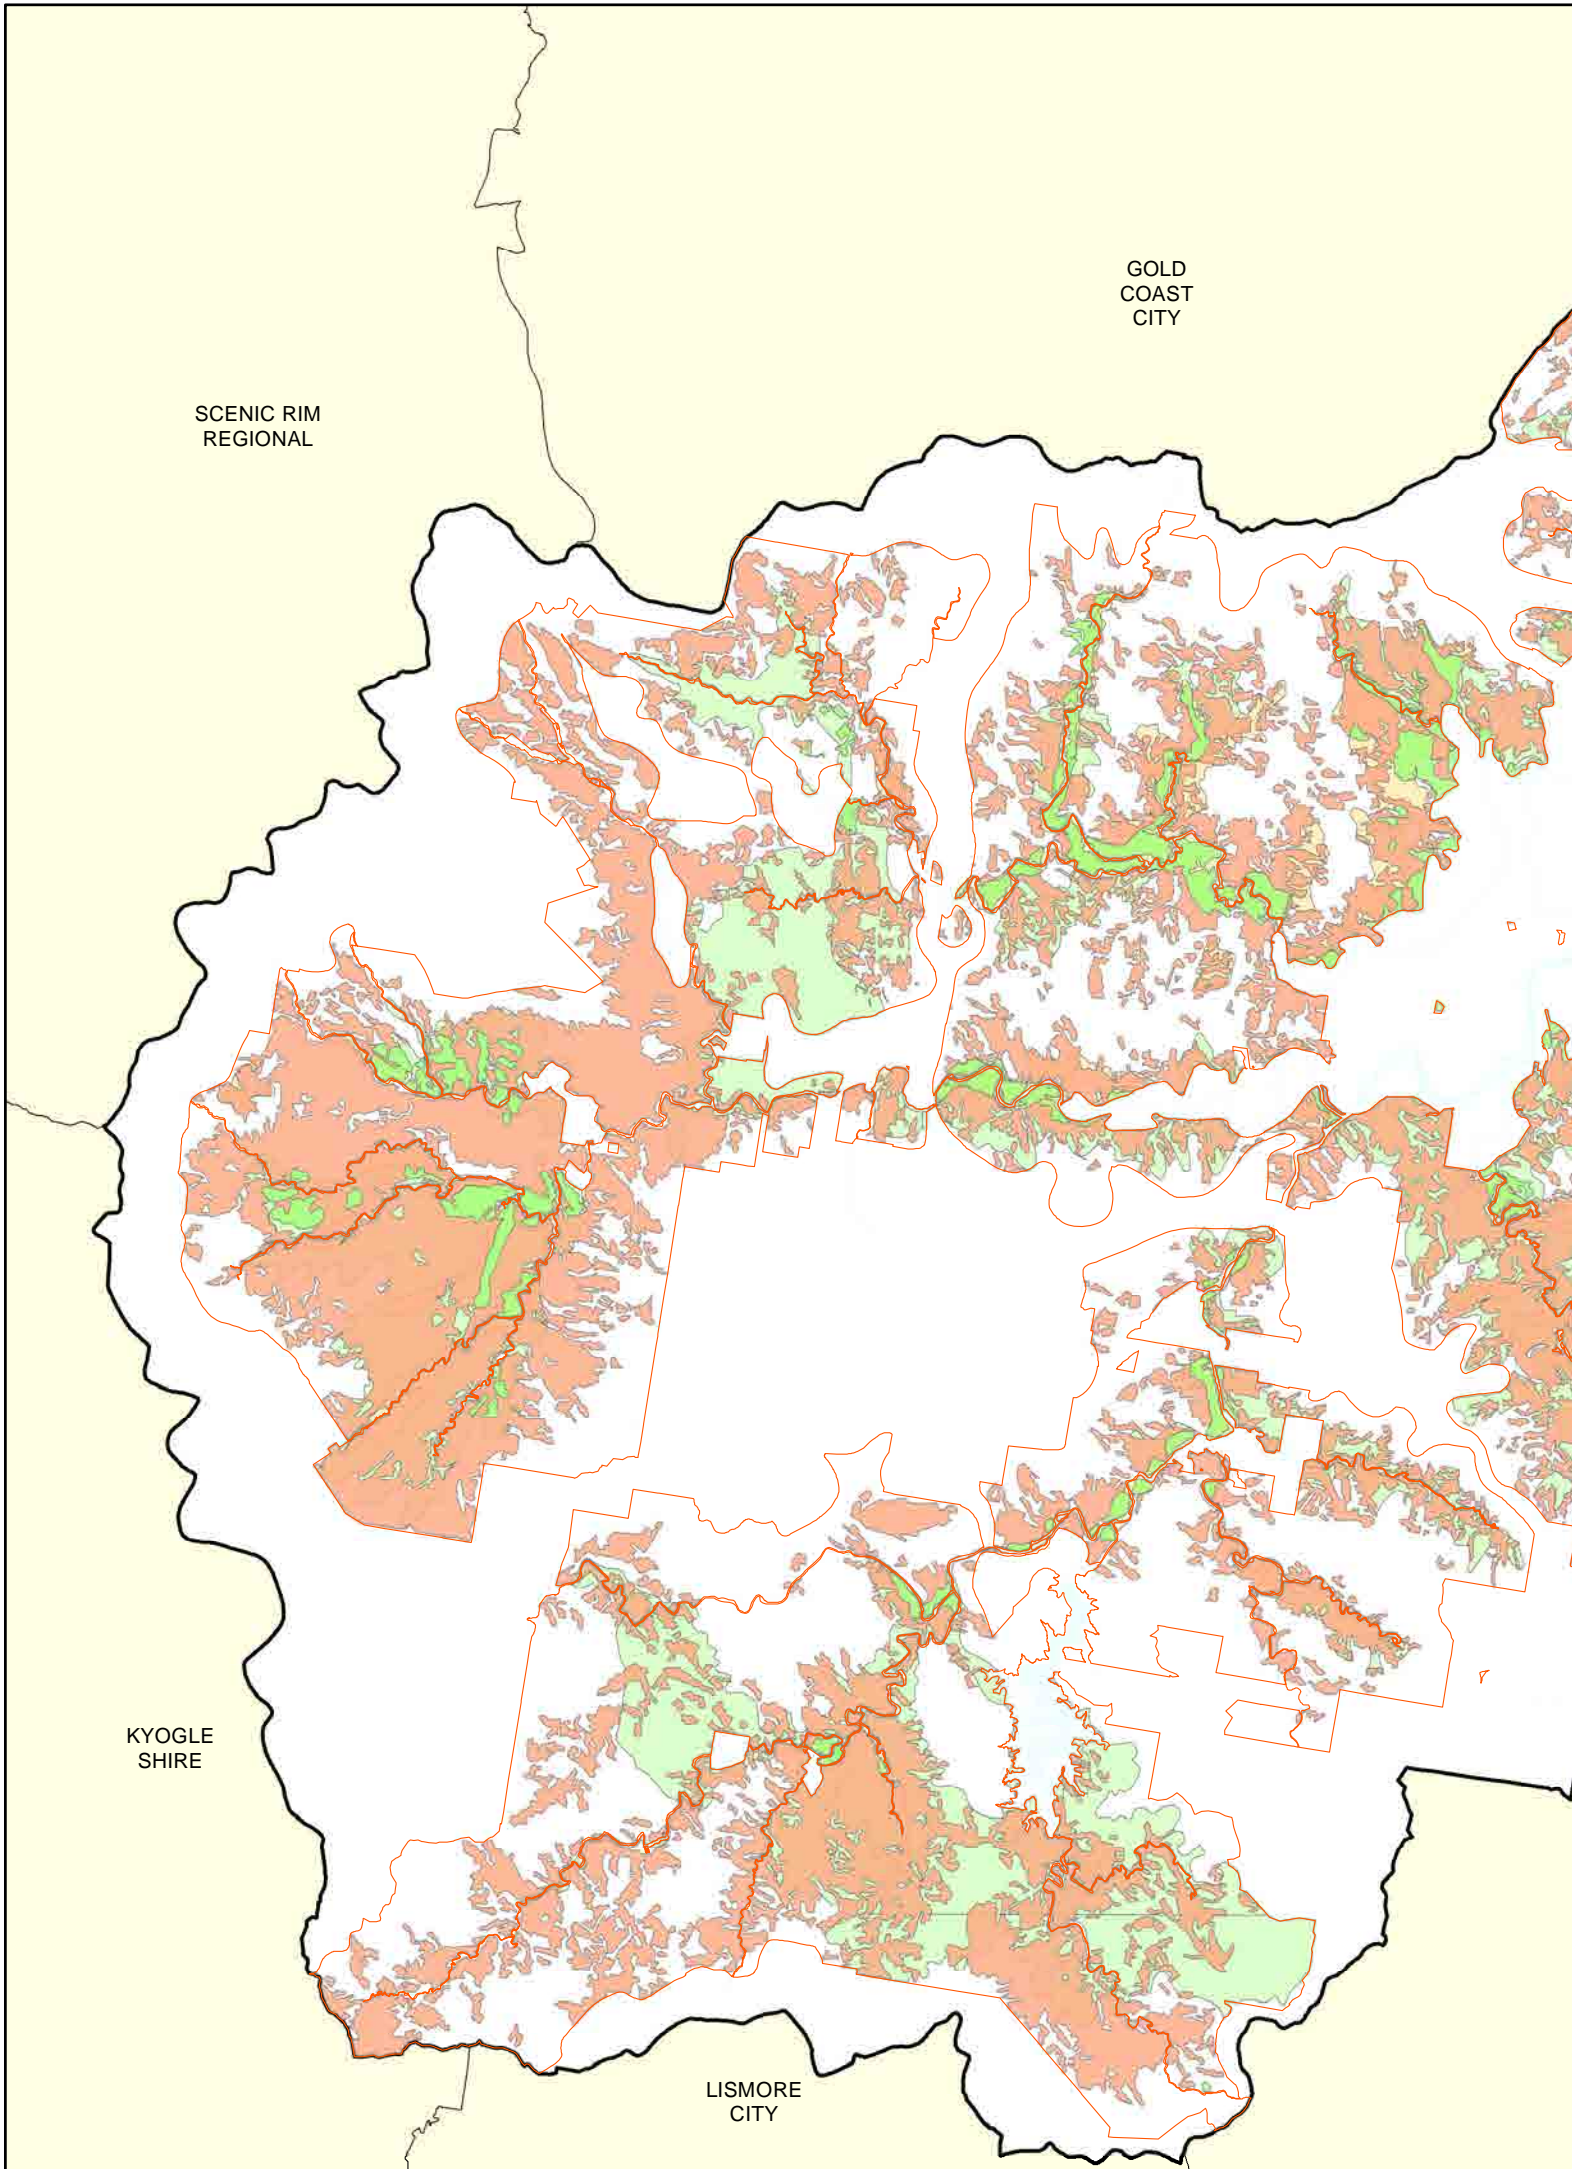 GOLD
COAST
CITY
SCENIC RIM
REGIONAL
KYOGLE
SHIRE
LISMORE
CITY